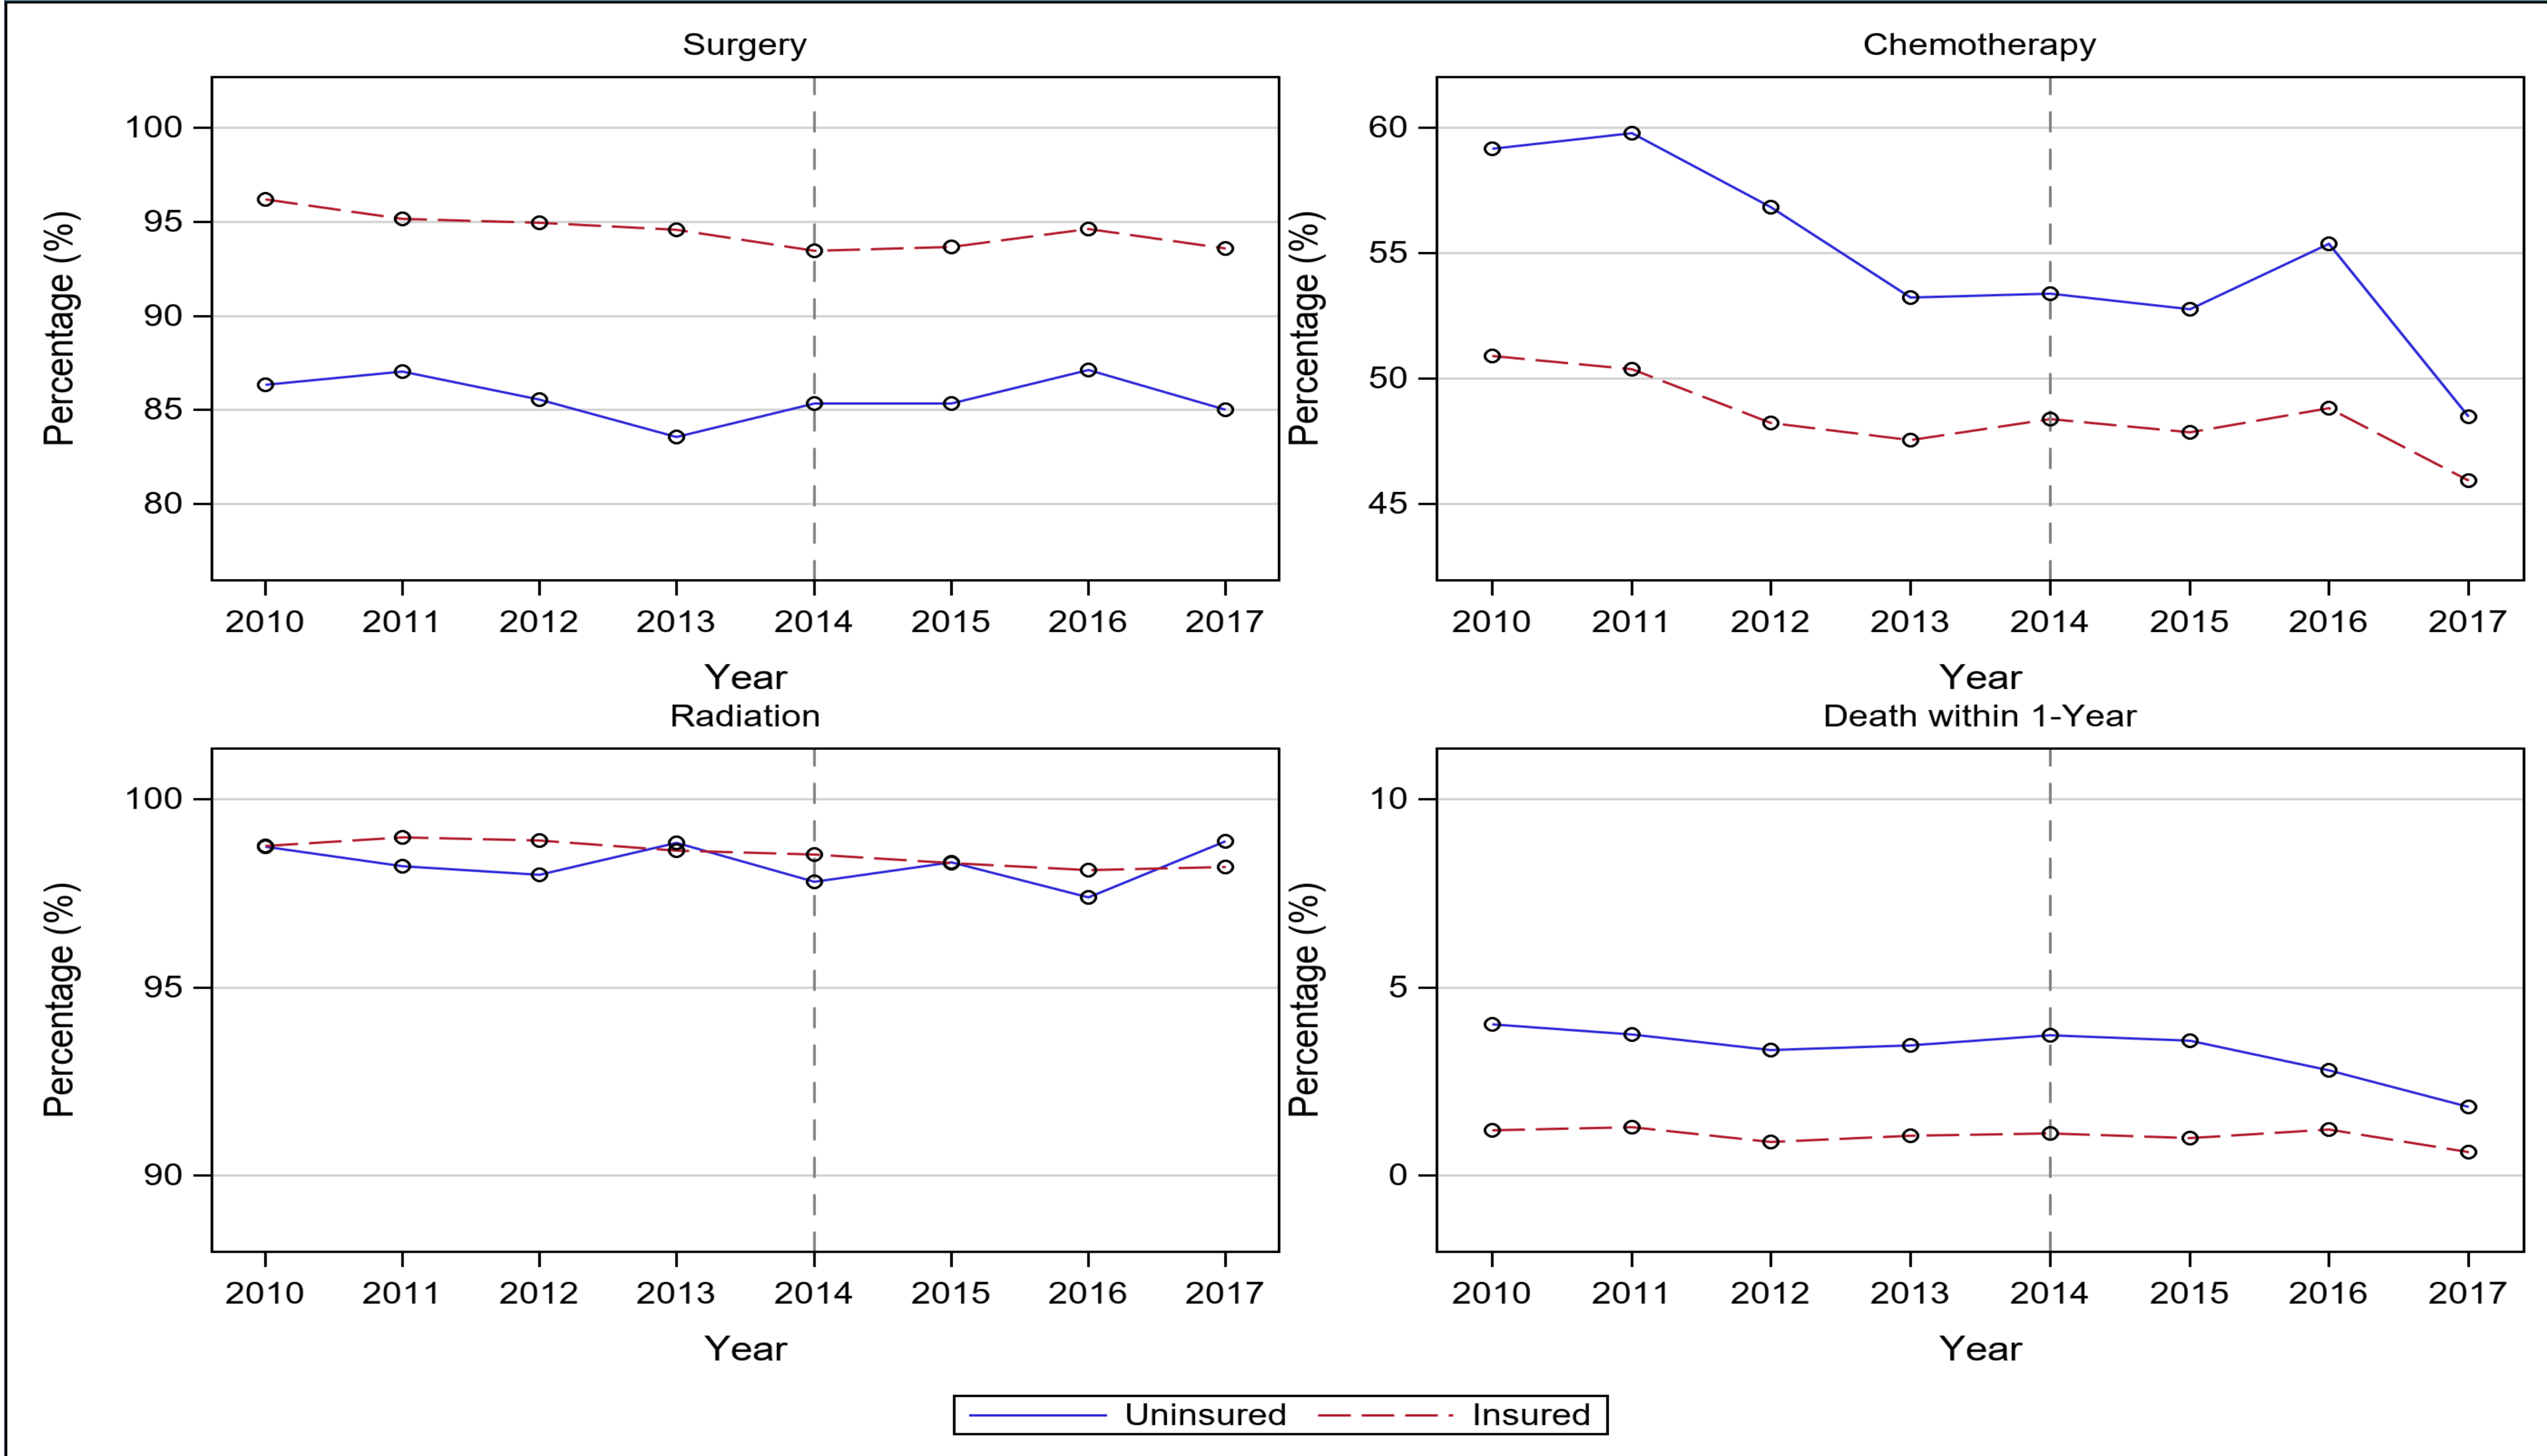 Surgery
Percentage (%)
100
95
90
85
80
2010 2011 2012 2013 2014 2015 2016 2017
Year
Chemotherapy
Percentage (%)
60
55
50
45
2010 2011 2012 2013 2014 2015 2016 2017
Year
Radiation
Percentage (%)
100
95
90
2010 2011 2012 2013 2014 2015 2016 2017
Year
Death within 1-Year
Percentage (%)
10
5
0
2010 2011 2012 2013 2014 2015 2016 2017
Year
Uninsured Insured